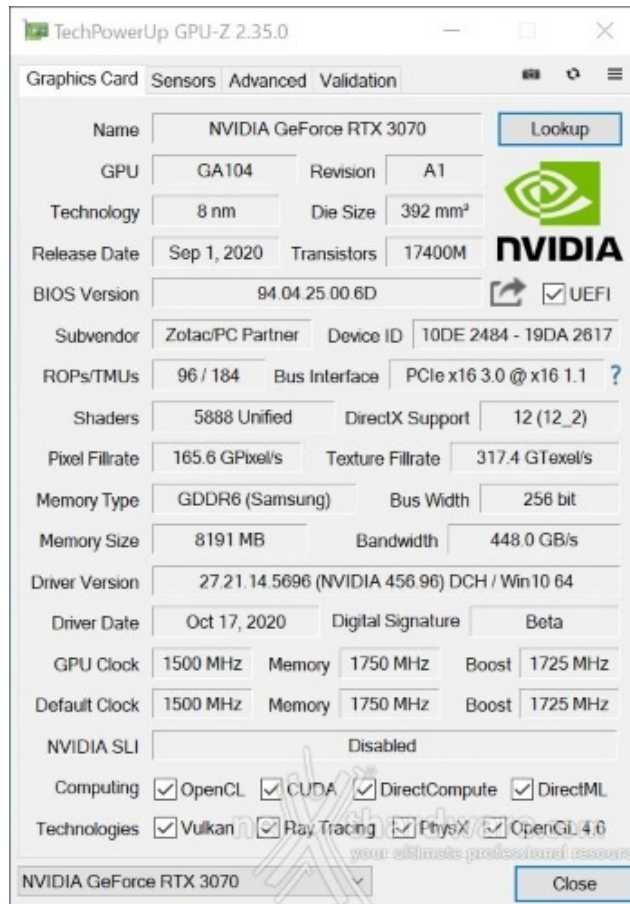 TechPowerUp GPU-Z 2.35.0
Graphics Card Sensors Advanced Validation
Name NVIDIA GeForce RTX 3070 Lookup
GPU GA104 Revision A1
Technology 8 nm Die Size 392 mm²
Release Date Sep 1, 2020 Transistors 17400M NVIDIA
BIOS Version 94.04.25.00.6D UEFI
Subvendor Zotac/PC Partner Device ID 10DE 2484 - 19DA 2617
ROPs/TMUs 96 / 184 Bus Interface PCIe x16 3.0 @ x16 1.1 ?
Shaders 5888 Unified DirectX Support 12 (12_2)
Pixel Fillrate 165.6 GPixel/s Texture Fillrate 317.4 GTexel/s
Memory Type GDDR6 (Samsung) Bus Width 256 bit
Memory Size 8191 MB Bandwidth 448.0 GB/s
Driver Version 27.21.14.5696 (NVIDIA 456.96) DCH / Win10 64
Driver Date Oct 17, 2020 Digital Signature Beta
GPU Clock 1500 MHz Memory 1750 MHz Boost 1725 MHz
Default Clock 1500 MHz Memory 1750 MHz Boost 1725 MHz
NVIDIA SLI Disabled
Computing OpenCL CUDA DirectCompute DirectML
Technologies Vulkan Ray Tracing PhysX OpenGL 4.6
your ultimate professional resource
NVIDIA GeForce RTX 3070 Close